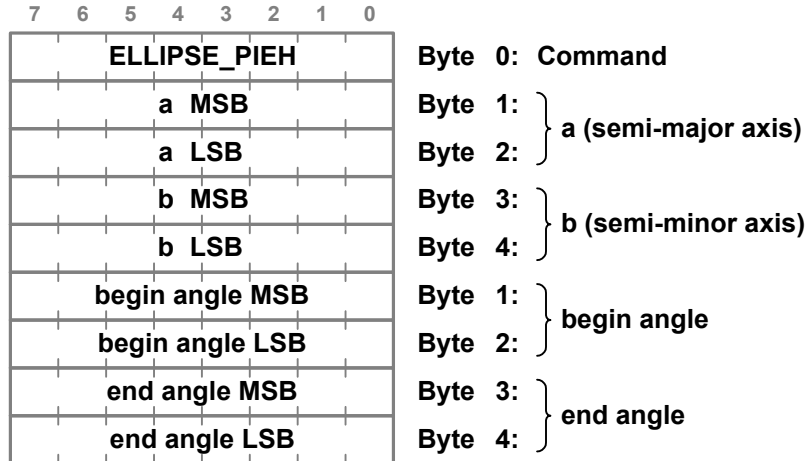 7 6 5 4 3 2 1 0
ELLIPSE_PIEH Byte 0: Command
a MSB Byte 1:
a (semi-major axis)
a LSB Byte 2:
b MSB Byte 3:
b (semi-minor axis)
b LSB Byte 4:
begin angle MSB Byte 1:
begin angle
begin angle LSB Byte 2:
end angle MSB Byte 3:
end angle
end angle LSB Byte 4: